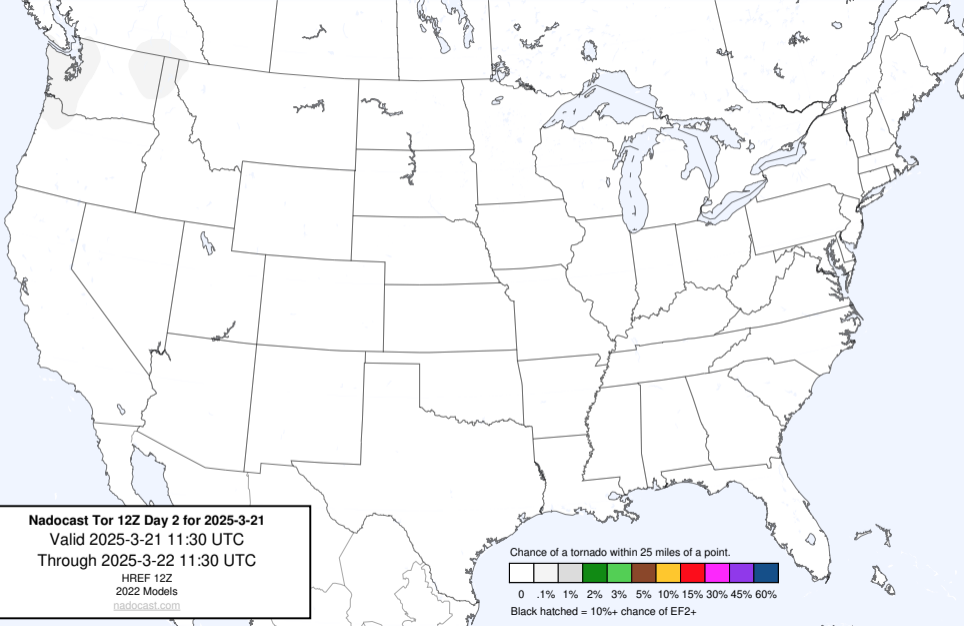 Nadocast Tor 12Z Day 2 for 2025-3-21
Valid 2025-3-21 11:30 UTC
Through 2025-3-22 11:30 UTC
HREF 12Z
2022 Models
nadocast.com
Chance of a tornado within 25 miles of a point.
0 .1% 1% 2% 3% 5% 10% 15% 30% 45% 60%
Black hatched = 10%+ chance of EF2+